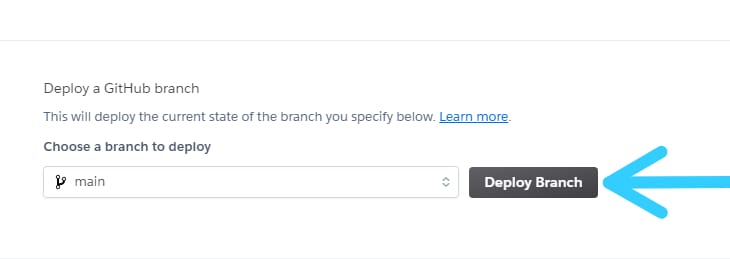 Deploy a GitHub branch
This will deploy the current state of the branch you specify below. Learn more.
Choose a branch to deploy
main
Deploy Branch